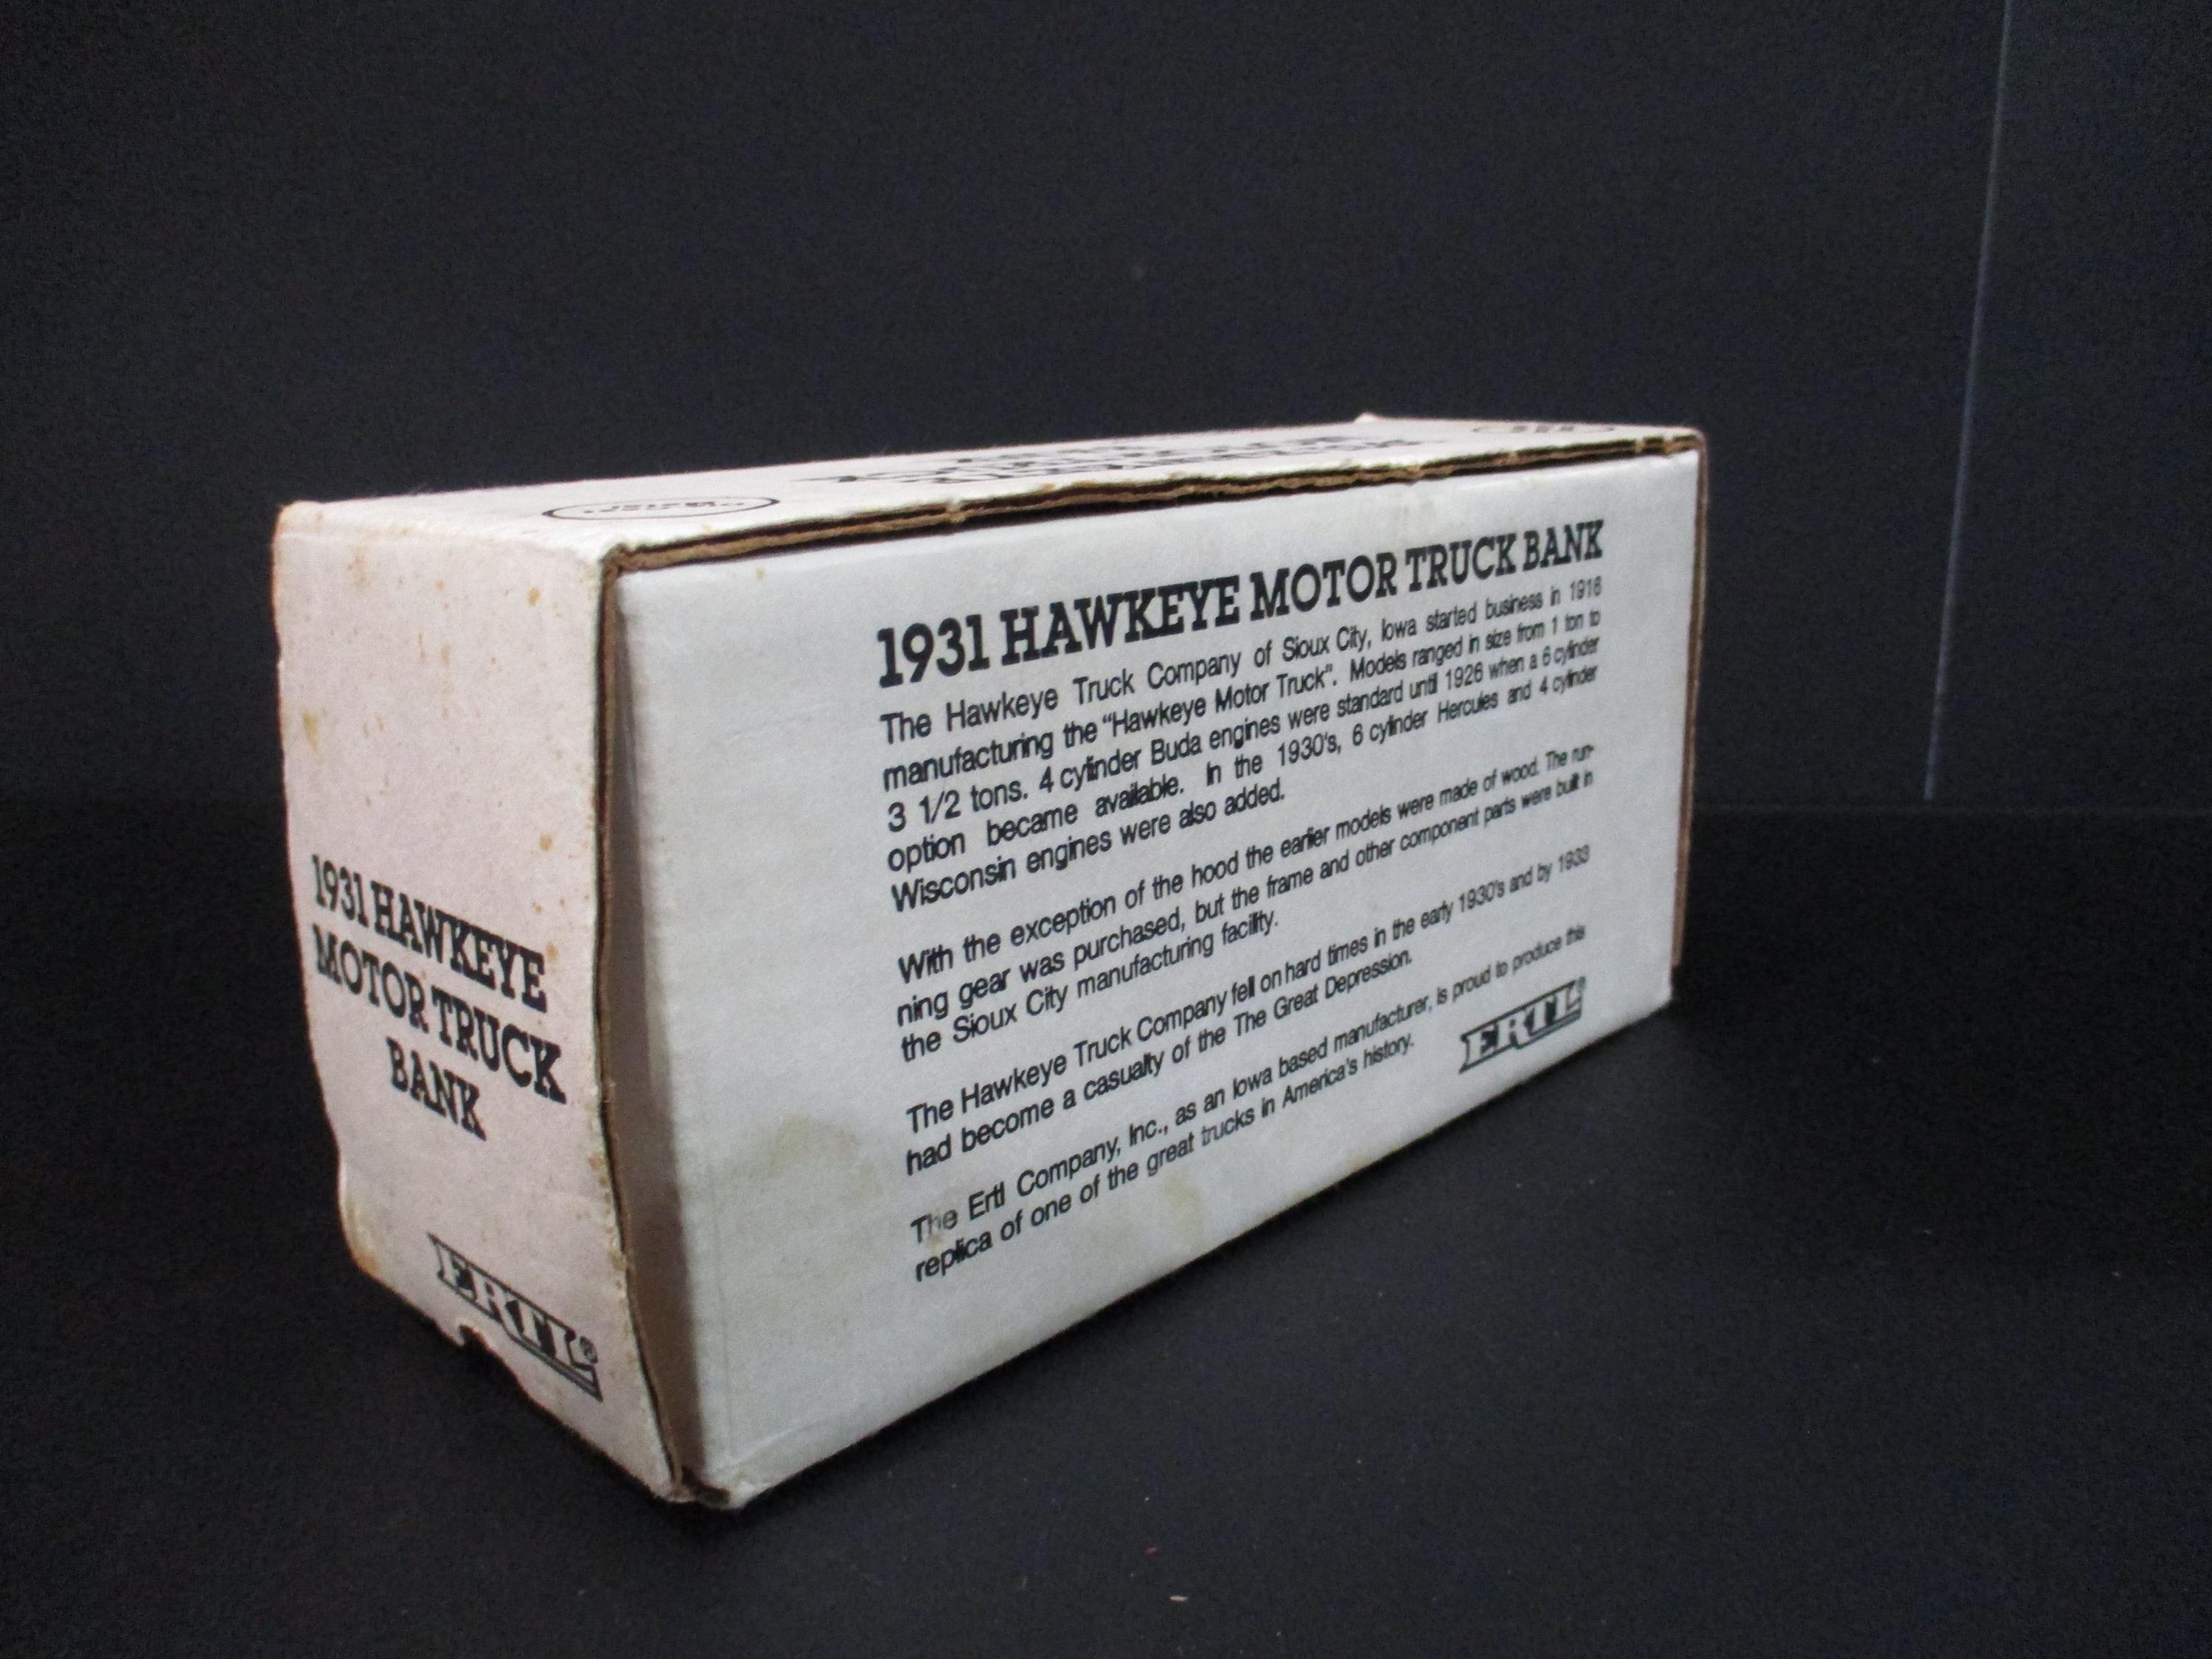 1931 HAWKEYE MOTOR TRUCK BANK
The Hawkeye Truck Company of Sioux City, Iowa started business in 1916
manufacturing the "Hawkeye Motor Truck". Models ranged in size from 1 ton to
3 1/2 tons. 4 cylinder Buda engines were standard until 1926 when a 6 cylinder
option became available. In the 1930's, 6 cylinder Hercules and 4 cylinder
Wisconsin engines were also added.
With the exception of the hood the earlier models were made of wood. The run-
ning gear was purchased, but the frame and other component parts were built in
the Sioux City manufacturing facility.
The Hawkeye Truck Company fell on hard times in the early 1930's and by 1933
had become a casualty of the The Great Depression.
The Ertl Company, Inc., as an Iowa based manufacturer, is proud to produce this
replica of one of the great trucks in America's history.
ERTL®
1931 HAWKEYE
MOTOR TRUCK
BANK
ERTL®